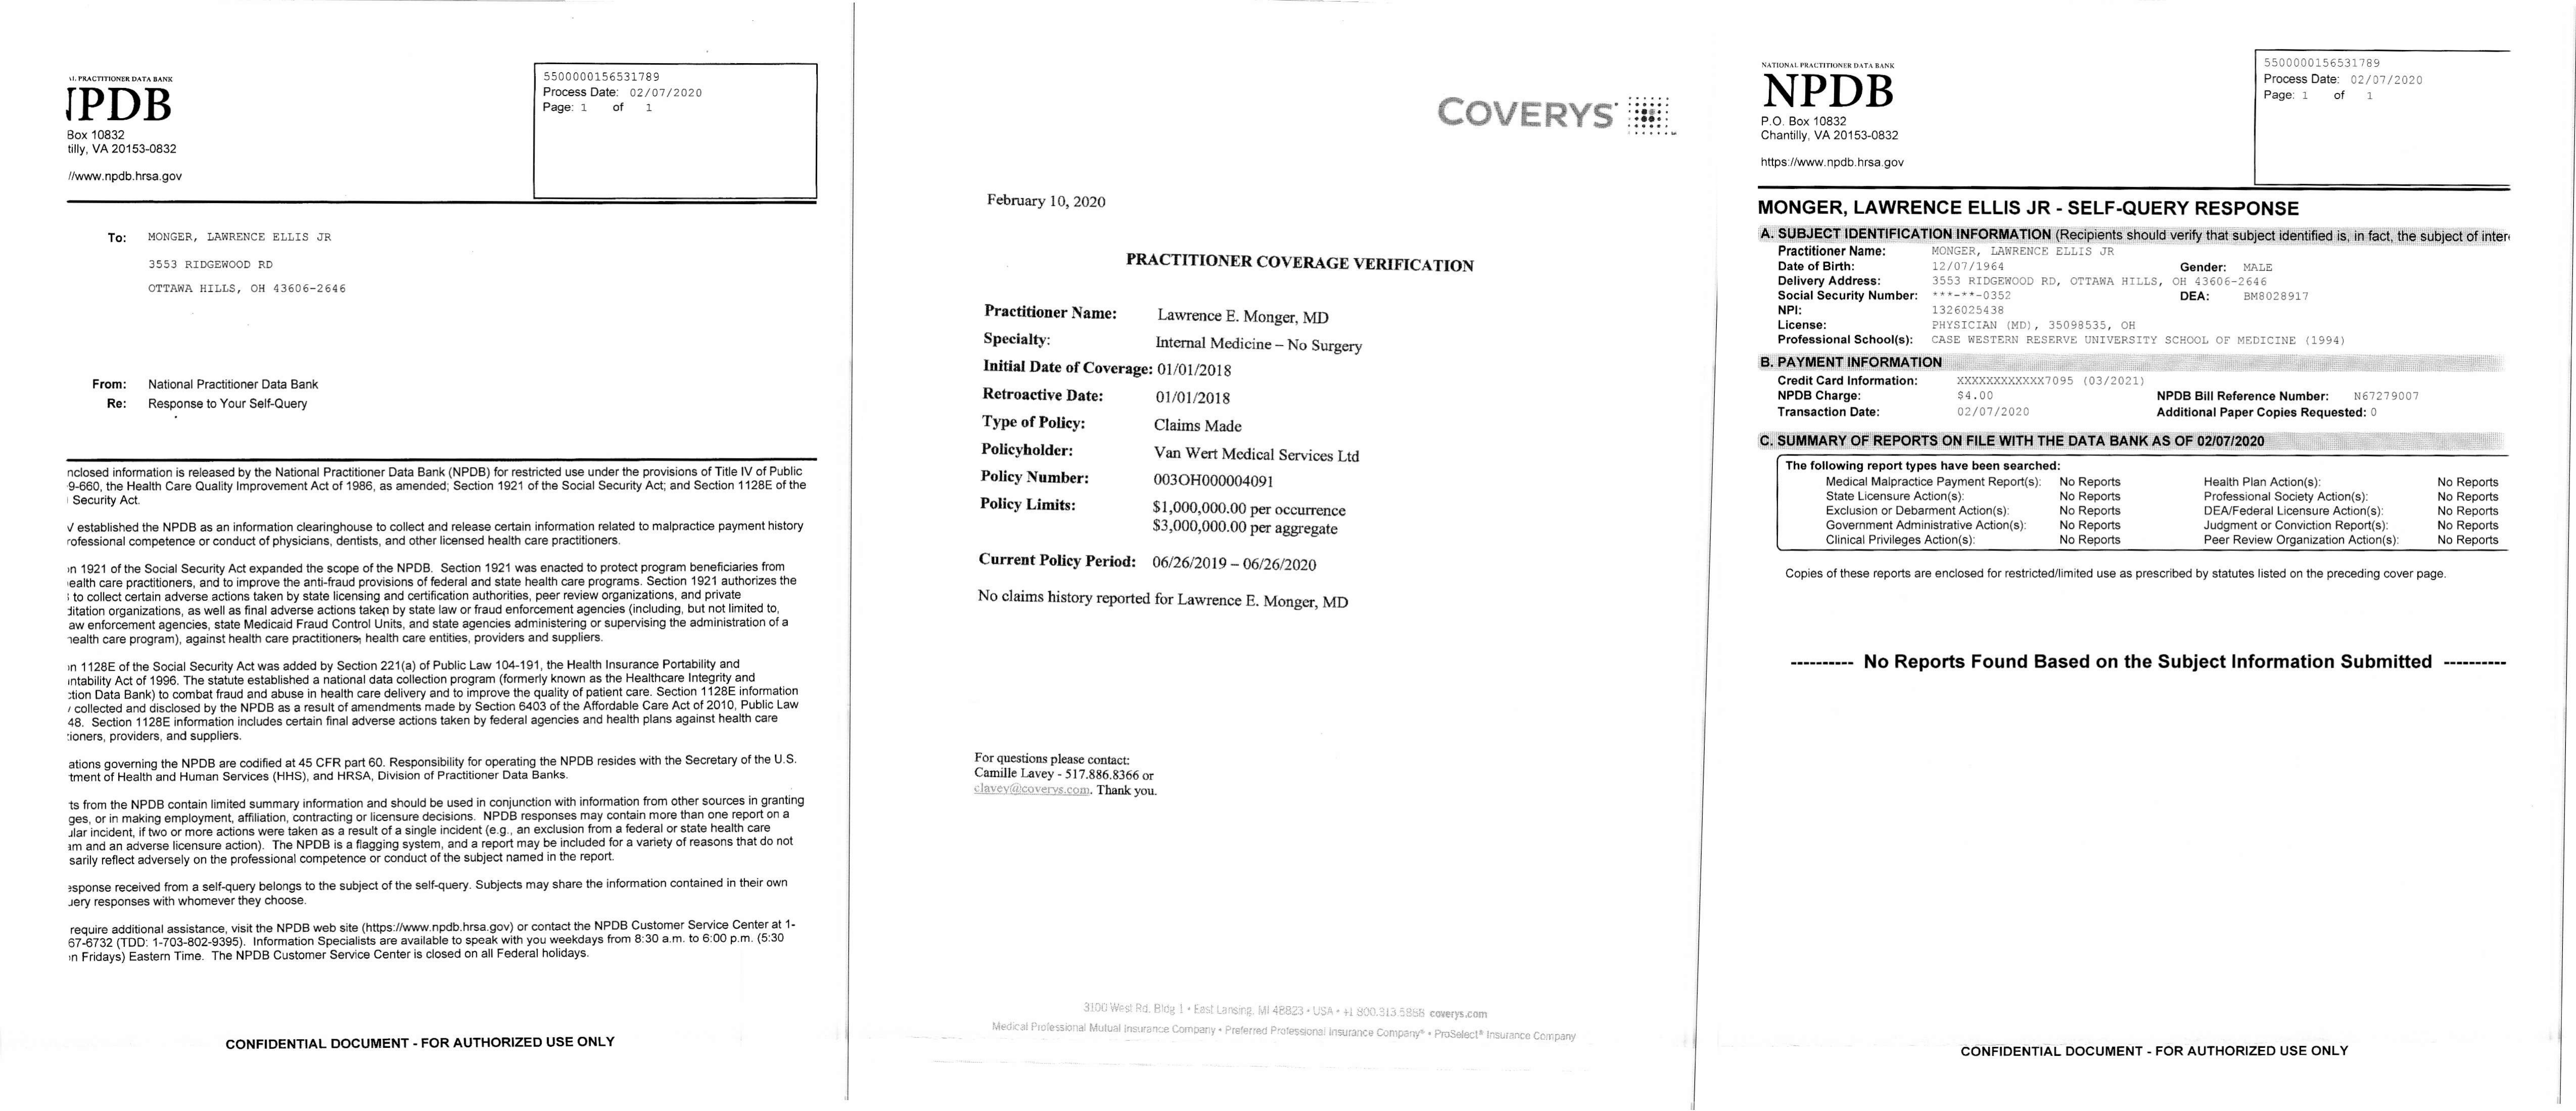 AL PRACTITIONER DATA BANK
NPDB
Box 10832
tilly, VA 20153-0832
//www.npdb.hrsa.gov
5500000156531789
Process Date: 02/07/2020
Page: 1 of 1
To: MONGER, LAWRENCE ELLIS JR
3553 RIDGEWOOD RD
OTTAWA HILLS, OH 43606-2646
From: National Practitioner Data Bank
Re: Response to Your Self-Query
nclosed information is released by the National Practitioner Data Bank (NPDB) for restricted use under the provisions of Title IV of Public
9-660, the Health Care Quality Improvement Act of 1986, as amended; Section 1921 of the Social Security Act; and Section 1128E of the
Security Act.
V established the NPDB as an information clearinghouse to collect and release certain information related to malpractice payment history
rofessional competence or conduct of physicians, dentists, and other licensed health care practitioners.
n 1921 of the Social Security Act expanded the scope of the NPDB. Section 1921 was enacted to protect program beneficiaries from
ealth care practitioners, and to improve the anti-fraud provisions of federal and state health care programs. Section 1921 authorizes the
to collect certain adverse actions taken by state licensing and certification authorities, peer review organizations, and private
ditation organizations, as well as final adverse actions taken by state law or fraud enforcement agencies (including, but not limited to,
aw enforcement agencies, state Medicaid Fraud Control Units, and state agencies administering or supervising the administration of a
health care program), against health care practitioners, health care entities, providers and suppliers.
n 1128E of the Social Security Act was added by Section 221(a) of Public Law 104-191, the Health Insurance Portability and
ntability Act of 1996. The statute established a national data collection program (formerly known as the Healthcare Integrity and
ction Data Bank) to combat fraud and abuse in health care delivery and to improve the quality of patient care. Section 1128E information
collected and disclosed by the NPDB as a result of amendments made by Section 6403 of the Affordable Care Act of 2010, Public Law
48. Section 1128E information includes certain final adverse actions taken by federal agencies and health plans against health care
tioners, providers, and suppliers.
ations governing the NPDB are codified at 45 CFR part 60. Responsibility for operating the NPDB resides with the Secretary of the U.S.
tment of Health and Human Services (HHS), and HRSA, Division of Practitioner Data Banks.
ts from the NPDB contain limited summary information and should be used in conjunction with information from other sources in granting
ges, or in making employment, affiliation, contracting or licensure decisions. NPDB responses may contain more than one report on a
ular incident, if two or more actions were taken as a result of a single incident (e.g., an exclusion from a federal or state health care
am and an adverse licensure action). The NPDB is a flagging system, and a report may be included for a variety of reasons that do not
sarily reflect adversely on the professional competence or conduct of the subject named in the report.
esponse received from a self-query belongs to the subject of the self-query. Subjects may share the information contained in their own
uery responses with whomever they choose.
require additional assistance, visit the NPDB web site (https://www.npdb.hrsa.gov) or contact the NPDB Customer Service Center at 1-
67-6732 (TDD: 1-703-802-9395). Information Specialists are available to speak with you weekdays from 8:30 a.m. to 6:00 p.m. (5:30
n Fridays) Eastern Time. The NPDB Customer Service Center is closed on all Federal holidays.
CONFIDENTIAL DOCUMENT - FOR AUTHORIZED USE ONLY
COVERYS
February 10, 2020
PRACTITIONER COVERAGE VERIFICATION
Practitioner Name: Lawrence E. Monger, MD
Specialty: Internal Medicine – No Surgery
Initial Date of Coverage: 01/01/2018
Retroactive Date: 01/01/2018
Type of Policy: Claims Made
Policyholder: Van Wert Medical Services Ltd
Policy Number: 003OH000004091
Policy Limits: $1,000,000.00 per occurrence
$3,000,000.00 per aggregate
Current Policy Period: 06/26/2019 – 06/26/2020
No claims history reported for Lawrence E. Monger, MD
For questions please contact:
Camille Lavey - 517.886.8366 or
clavey@coverys.com. Thank you.
3100 West Rd, Bldg 1 • East Lansing, MI 48823 • USA • +1 800.313.5888 coverys.com
Medical Professional Mutual Insurance Company • Preferred Professional Insurance Company® • ProSelect® Insurance Company
NATIONAL PRACTITIONER DATA BANK
NPDB
P.O. Box 10832
Chantilly, VA 20153-0832
https://www.npdb.hrsa.gov
5500000156531789
Process Date: 02/07/2020
Page: 1 of 1
MONGER, LAWRENCE ELLIS JR - SELF-QUERY RESPONSE
A. SUBJECT IDENTIFICATION INFORMATION (Recipients should verify that subject identified is, in fact, the subject of inter
Practitioner Name: MONGER, LAWRENCE ELLIS JR
Date of Birth: 12/07/1964 Gender: MALE
Delivery Address: 3553 RIDGEWOOD RD, OTTAWA HILLS, OH 43606-2646
Social Security Number: ***-**-0352 DEA: BM8028917
NPI: 1326025438
License: PHYSICIAN (MD), 35098535, OH
Professional School(s): CASE WESTERN RESERVE UNIVERSITY SCHOOL OF MEDICINE (1994)
B. PAYMENT INFORMATION
Credit Card Information: XXXXXXXXXXXX7095 (03/2021)
NPDB Charge: $4.00 NPDB Bill Reference Number: N67279007
Transaction Date: 02/07/2020 Additional Paper Copies Requested: 0
C. SUMMARY OF REPORTS ON FILE WITH THE DATA BANK AS OF 02/07/2020
The following report types have been searched:
Medical Malpractice Payment Report(s): No Reports Health Plan Action(s): No Reports
State Licensure Action(s): No Reports Professional Society Action(s): No Reports
Exclusion or Debarment Action(s): No Reports DEA/Federal Licensure Action(s): No Reports
Government Administrative Action(s): No Reports Judgment or Conviction Report(s): No Reports
Clinical Privileges Action(s): No Reports Peer Review Organization Action(s): No Reports
Copies of these reports are enclosed for restricted/limited use as prescribed by statutes listed on the preceding cover page.
---------- No Reports Found Based on the Subject Information Submitted ----------
CONFIDENTIAL DOCUMENT - FOR AUTHORIZED USE ONLY